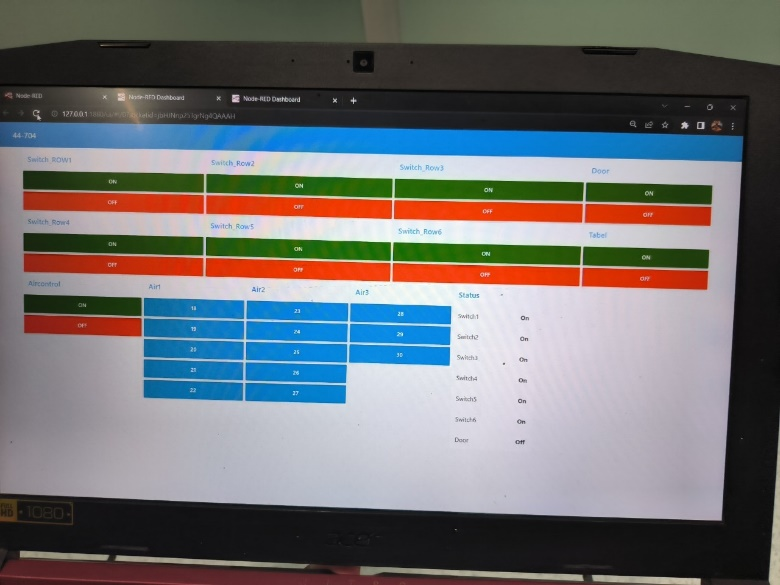 Node-RED
Node-RED Dashboard
Node-RED Dashboard
127.0.0.1
44-704
Switch_ROW1 Switch_Row2 Switch_Row3 Door
ON ON ON ON
OFF OFF OFF OFF
Switch_Row4 Switch_Row5 Switch_Row6 Tabel
ON ON ON ON
OFF OFF OFF OFF
Aircontrol Air1 Air2 Air3 Status
ON 18 23 28 Switch1 On
OFF 19 24 29 Switch2 On
20 25 30 Switch3 On
21 26 Switch4 On
22 27 Switch5 On
Switch6 On
Door Off
HD 1080
acer